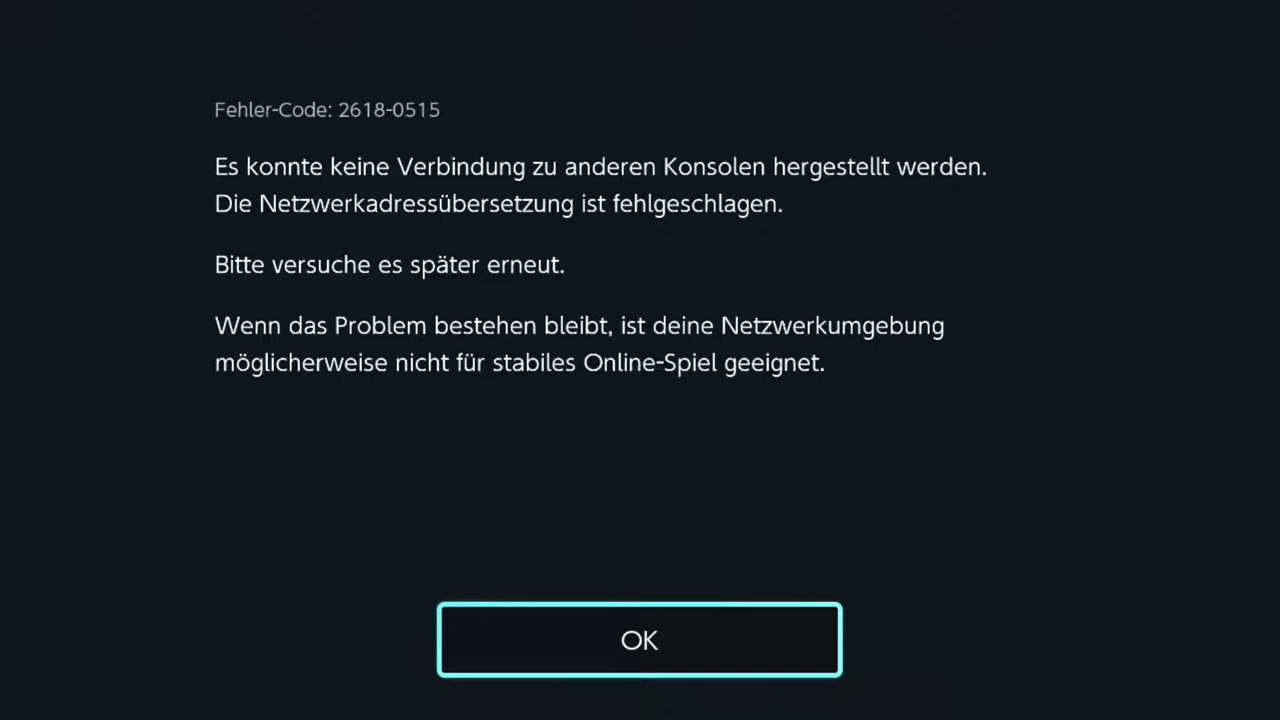 Fehler-Code: 2618-0515
Es konnte keine Verbindung zu anderen Konsolen hergestellt werden.
Die Netzwerkadressübersetzung ist fehlgeschlagen.
Bitte versuche es später erneut.
Wenn das Problem bestehen bleibt, ist deine Netzwerkumgebung
möglicherweise nicht für stabiles Online-Spiel geeignet.
OK